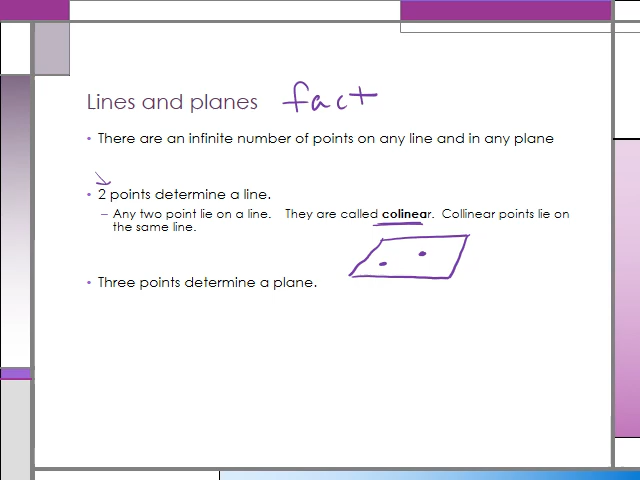 Lines and planes fact
• There are an infinite number of points on any line and in any plane
• 2 points determine a line.
– Any two point lie on a line. They are called colinear. Collinear points lie on
the same line.
• Three points determine a plane.